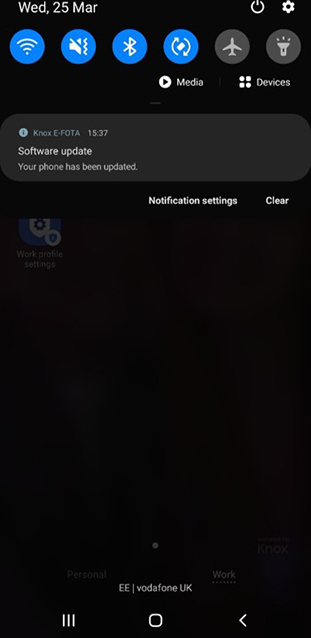 Wed, 25 Mar
Media
Devices
Knox E-FOTA 15:37
Software update
Your phone has been updated.
Notification settings
Clear
Work profile
settings
Knox
Personal
Work
EE | vodafone UK